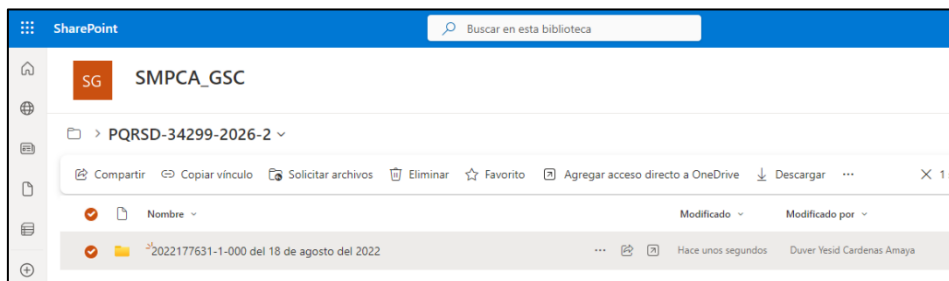 SharePoint
Buscar en esta biblioteca
SG
SMPCA_GSC
> PQRSD-34299-2026-2
Compartir Copiar vínculo Solicitar archivos Eliminar Favorito Agregar acceso directo a OneDrive Descargar ... 1
Nombre Modificado Modificado por
2022177631-1-000 del 18 de agosto del 2022 ... Hace unos segundos Duver Yesid Cardenas Amaya